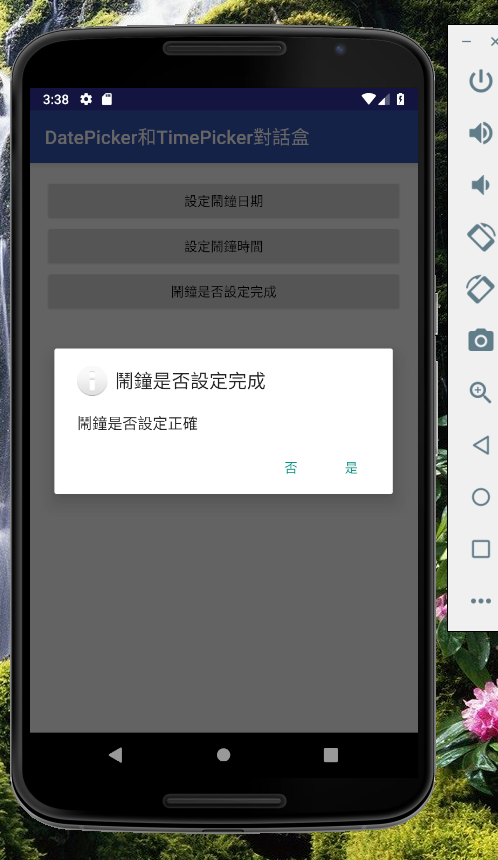 3:38
DatePicker和TimePicker對話盒
設定鬧鐘日期
設定鬧鐘時間
鬧鐘是否設定完成
鬧鐘是否設定完成
鬧鐘是否設定正確
否 是